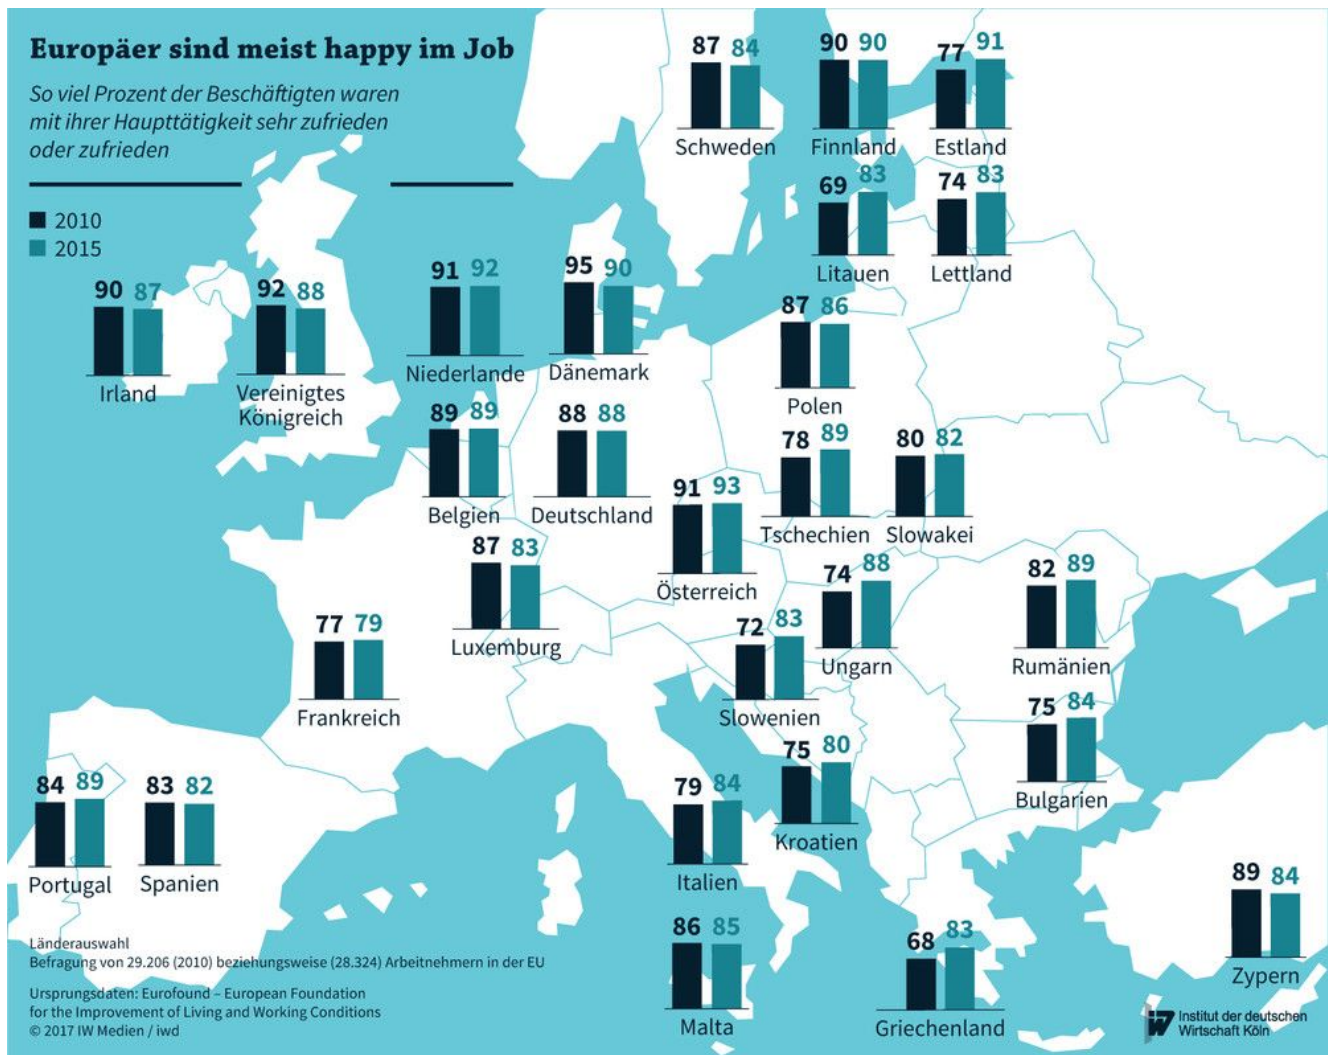 Europäer sind meist happy im Job
So viel Prozent der Beschäftigten waren
mit ihrer Haupttätigkeit sehr zufrieden
oder zufrieden
2010
2015
87 84
Schweden
90 90
Finnland
77 91
Estland
69 83
Litauen
74 83
Lettland
90 87
Irland
92 88
Vereinigtes
Königreich
91 92
Niederlande
95 90
Dänemark
87 86
Polen
89 89
Belgien
88 88
Deutschland
91 93
Österreich
78 89
Tschechien
80 82
Slowakei
87 83
Luxemburg
74 88
Ungarn
82 89
Rumänien
77 79
Frankreich
72 83
Slowenien
75 84
Bulgarien
84 89
Portugal
83 82
Spanien
79 84
Italien
75 80
Kroatien
86 85
Malta
68 83
Griechenland
89 84
Zypern
Länderauswahl
Befragung von 29.206 (2010) beziehungsweise (28.324) Arbeitnehmern in der EU
Ursprungsdaten: Eurofound – European Foundation
for the Improvement of Living and Working Conditions
© 2017 IW Medien / iwd
iw
Institut der deutschen
Wirtschaft Köln